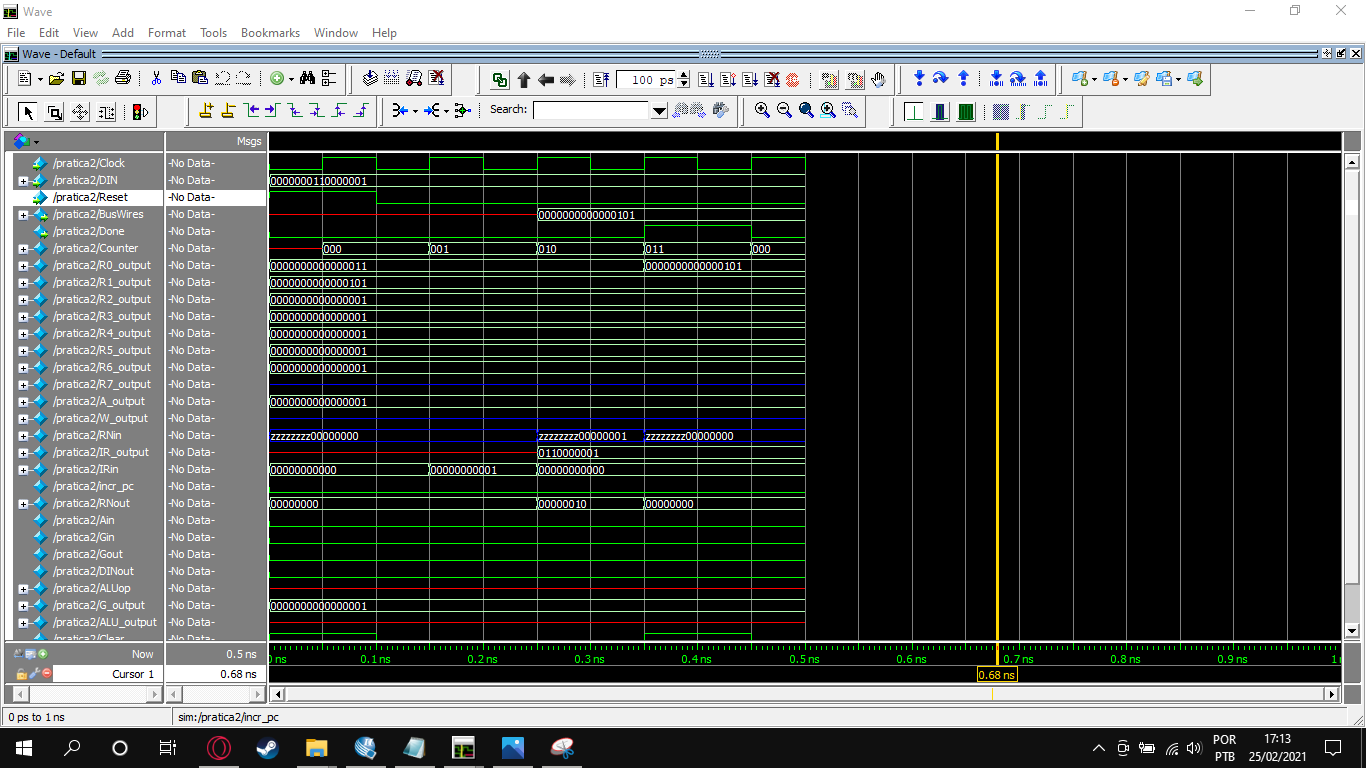 Wave
File Edit View Add Format Tools Bookmarks Window Help
Wave - Default
100 ps
Search:
Msgs
/pratica2/Clock -No Data-
/pratica2/DIN -No Data- 0000000110000001
/pratica2/Reset -No Data-
/pratica2/BusWires -No Data- 0000000000000101
/pratica2/Done -No Data-
/pratica2/Counter -No Data- 000 001 010 011 000
/pratica2/R0_output -No Data- 0000000000000011 0000000000000101
/pratica2/R1_output -No Data- 0000000000000101
/pratica2/R2_output -No Data- 0000000000000001
/pratica2/R3_output -No Data- 0000000000000001
/pratica2/R4_output -No Data- 0000000000000001
/pratica2/R5_output -No Data- 0000000000000001
/pratica2/R6_output -No Data- 0000000000000001
/pratica2/R7_output -No Data-
/pratica2/A_output -No Data- 0000000000000001
/pratica2/W_output -No Data-
/pratica2/RNin -No Data- zzzzzzzz00000000 zzzzzzzz00000001 zzzzzzzz00000000
/pratica2/IR_output -No Data- 0110000001
/pratica2/IRin -No Data- 00000000000 00000000001 00000000000
/pratica2/incr_pc -No Data-
/pratica2/RNout -No Data- 00000000 00000010 00000000
/pratica2/Ain -No Data-
/pratica2/Gin -No Data-
/pratica2/Gout -No Data-
/pratica2/DINout -No Data-
/pratica2/ALUop -No Data-
/pratica2/G_output -No Data- 0000000000000001
/pratica2/ALU_output -No Data-
/pratica2/Clear -No Data-
Now 0.5 ns 0 ns 0.1 ns 0.2 ns 0.3 ns 0.4 ns 0.5 ns 0.6 ns 0.7 ns 0.8 ns 0.9 ns
Cursor 1 0.68 ns 0.68 ns
0 ps to 1 ns sim:/pratica2/incr_pc
POR 17:13
PTB 25/02/2021